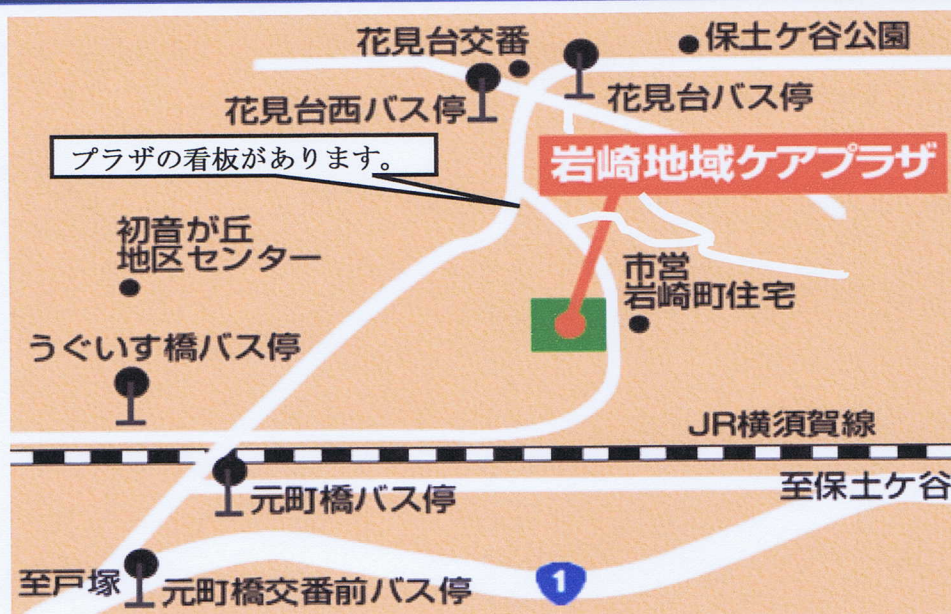 花見台交番
保土ケ谷公園
花見台西バス停
花見台バス停
プラザの看板があります。
岩崎地域ケアプラザ
初音が丘
地区センター
市営
岩崎町住宅
うぐいす橋バス停
JR横須賀線
元町橋バス停
至保土ケ谷
至戸塚
元町橋交番前バス停
1